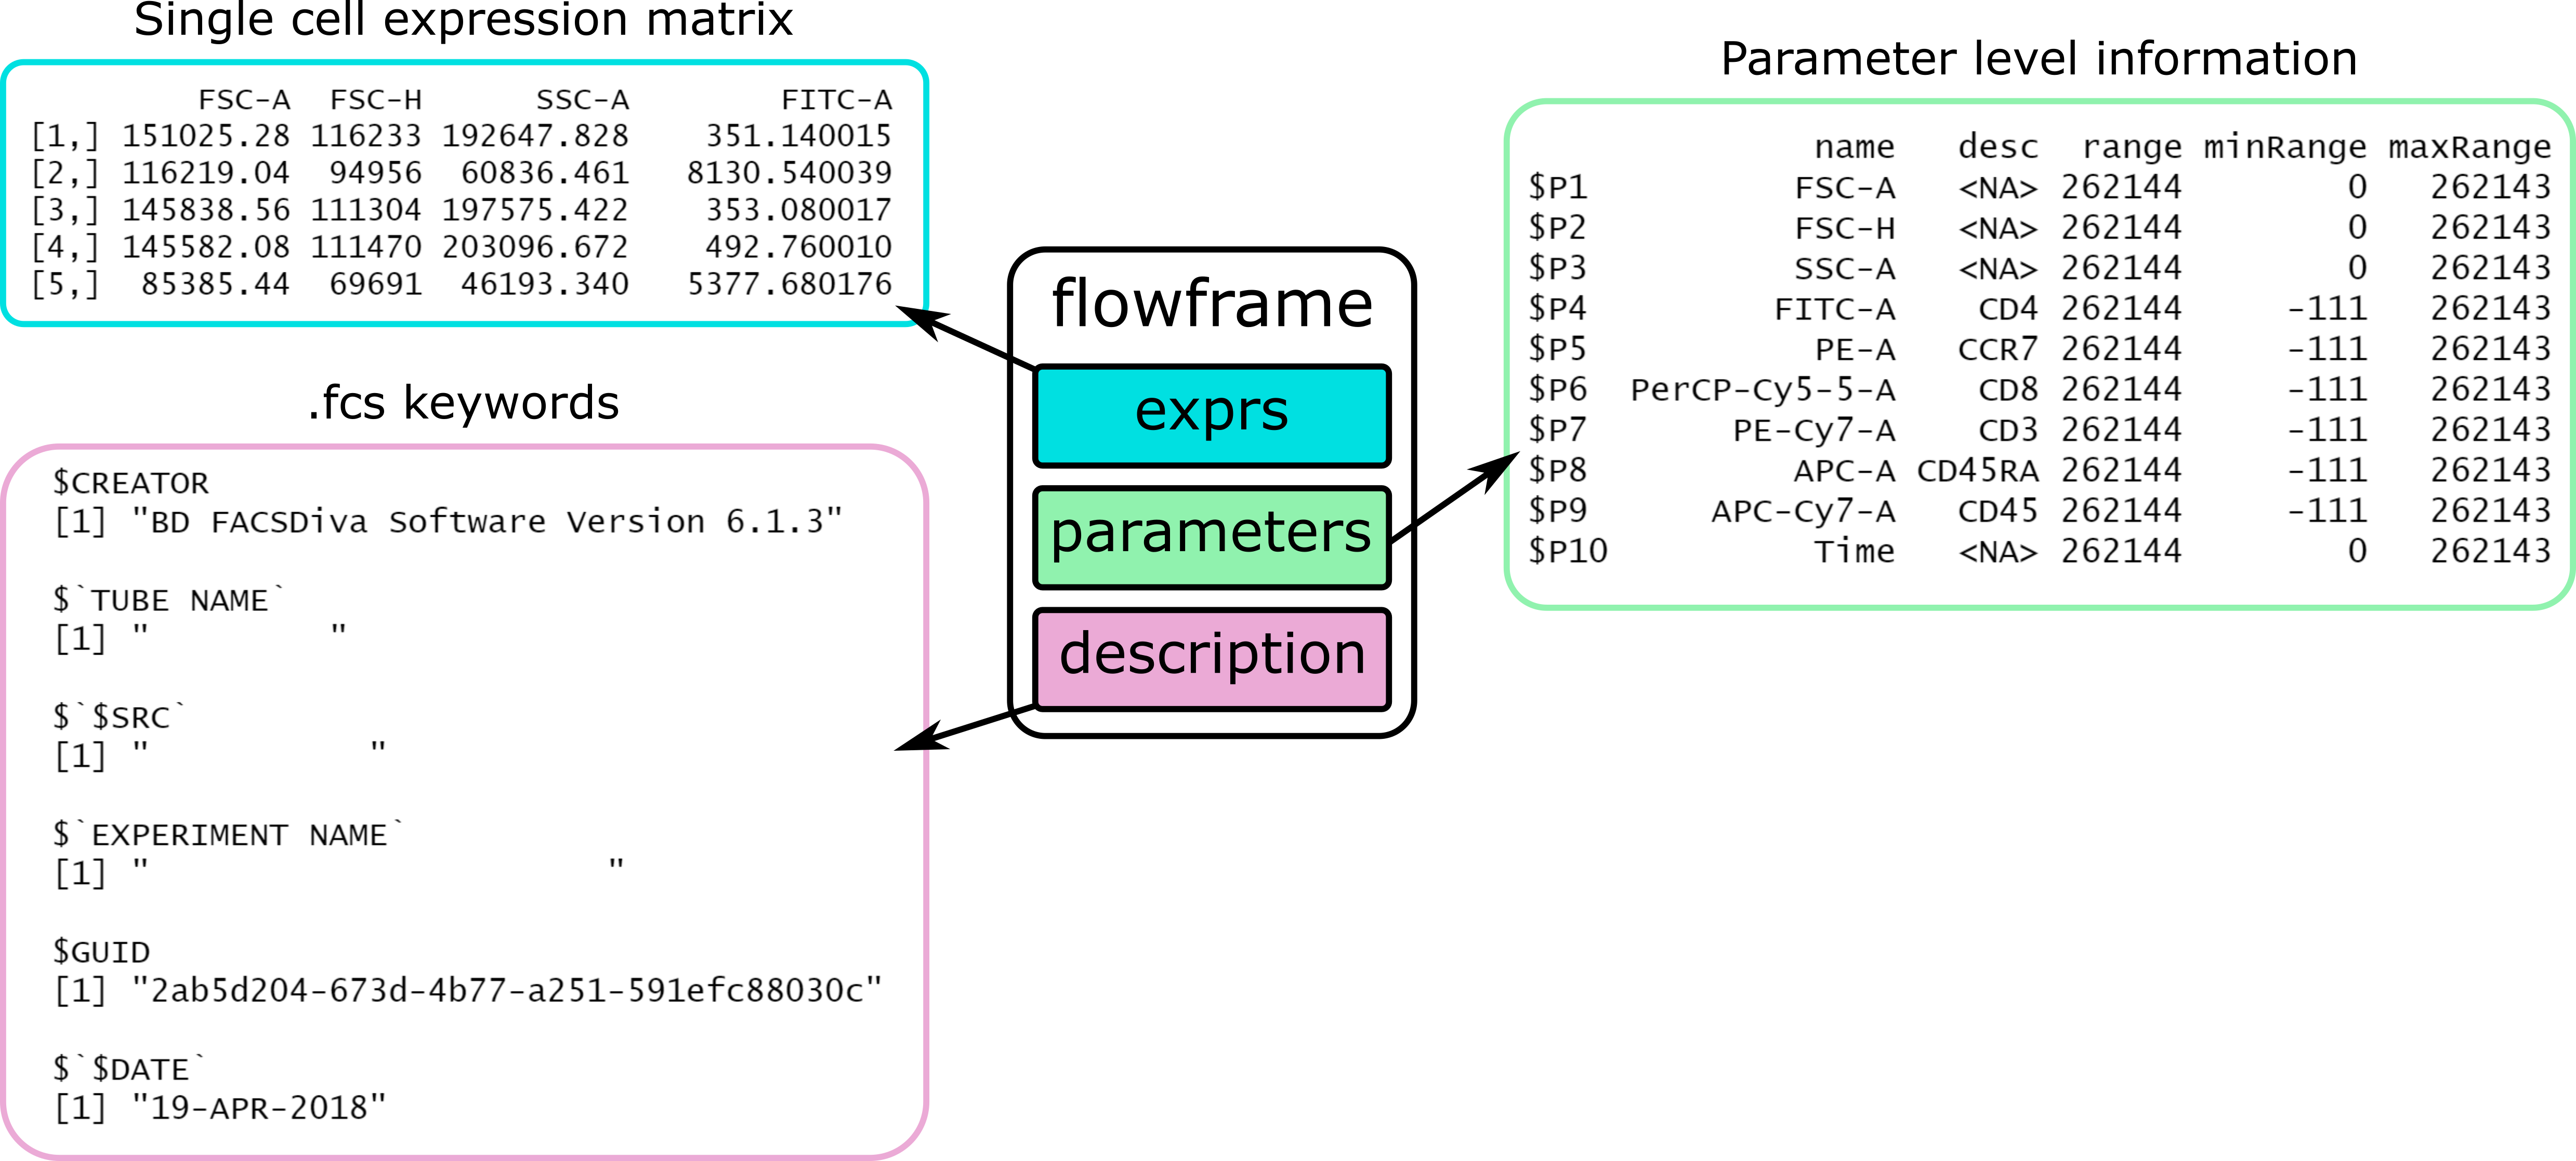 Single cell expression matrix
FSC-A FSC-H SSC-A FITC-A
[1,] 151025.28 116233 192647.828 351.140015
[2,] 116219.04 94956 60836.461 8130.540039
[3,] 145838.56 111304 197575.422 353.080017
[4,] 145582.08 111470 203096.672 492.760010
[5,] 85385.44 69691 46193.340 5377.680176
.fcs keywords
$CREATOR
[1] "BD FACSDiva Software Version 6.1.3"
$`TUBE NAME`
[1] " "
$`$SRC`
[1] " "
$`EXPERIMENT NAME`
[1] " "
$GUID
[1] "2ab5d204-673d-4b77-a251-591efc88030c"
$`$DATE`
[1] "19-APR-2018"
flowframe
exprs
parameters
description
Parameter level information
name desc range minRange maxRange
$P1 FSC-A <NA> 262144 0 262143
$P2 FSC-H <NA> 262144 0 262143
$P3 SSC-A <NA> 262144 0 262143
$P4 FITC-A CD4 262144 -111 262143
$P5 PE-A CCR7 262144 -111 262143
$P6 PerCP-Cy5-5-A CD8 262144 -111 262143
$P7 PE-Cy7-A CD3 262144 -111 262143
$P8 APC-A CD45RA 262144 -111 262143
$P9 APC-Cy7-A CD45 262144 -111 262143
$P10 Time <NA> 262144 0 262143